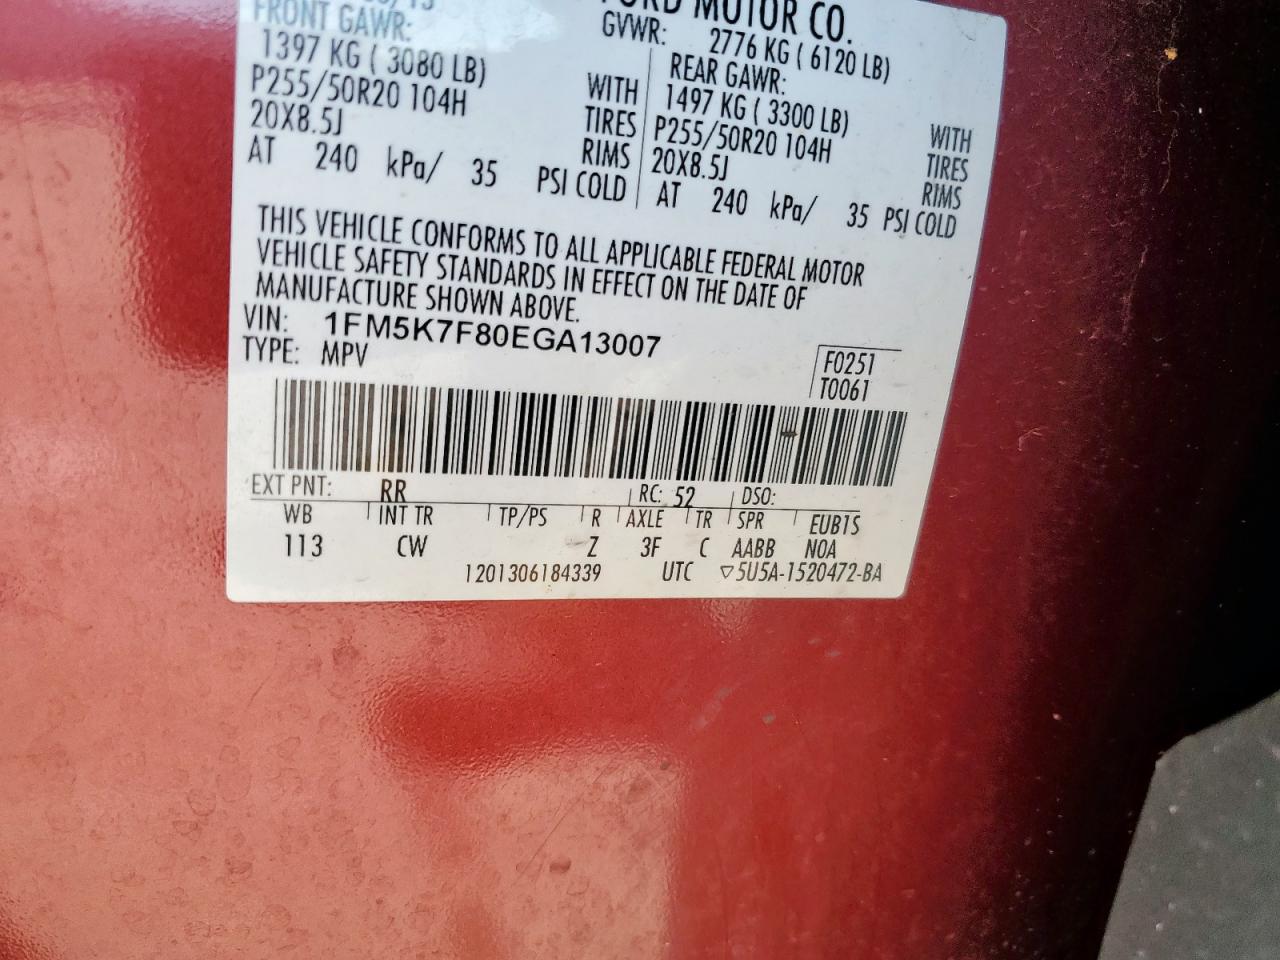 FORD MOTOR CO.
FRONT GAWR:
GVWR: 2776 KG ( 6120 LB)
1397 KG ( 3080 LB)
WITH
P255/50R20 104H
TIRES
20X8.5J
RIMS
AT 240 kPa/ 35 PSI COLD
REAR GAWR:
1497 KG ( 3300 LB)
WITH
P255/50R20 104H
TIRES
20X8.5J
RIMS
AT 240 kPa/ 35 PSI COLD
THIS VEHICLE CONFORMS TO ALL APPLICABLE FEDERAL MOTOR
VEHICLE SAFETY STANDARDS IN EFFECT ON THE DATE OF
MANUFACTURE SHOWN ABOVE.
VIN: 1FM5K7F80EGA13007
TYPE: MPV
F0251
T0061
EXT PNT: RR RC: 52 DSO:
WB INT TR TP/PS R AXLE TR SPR EUB1S
113 CW Z 3F C AABB NOA
1201306184339 UTC ▽5U5A-1520472-BA